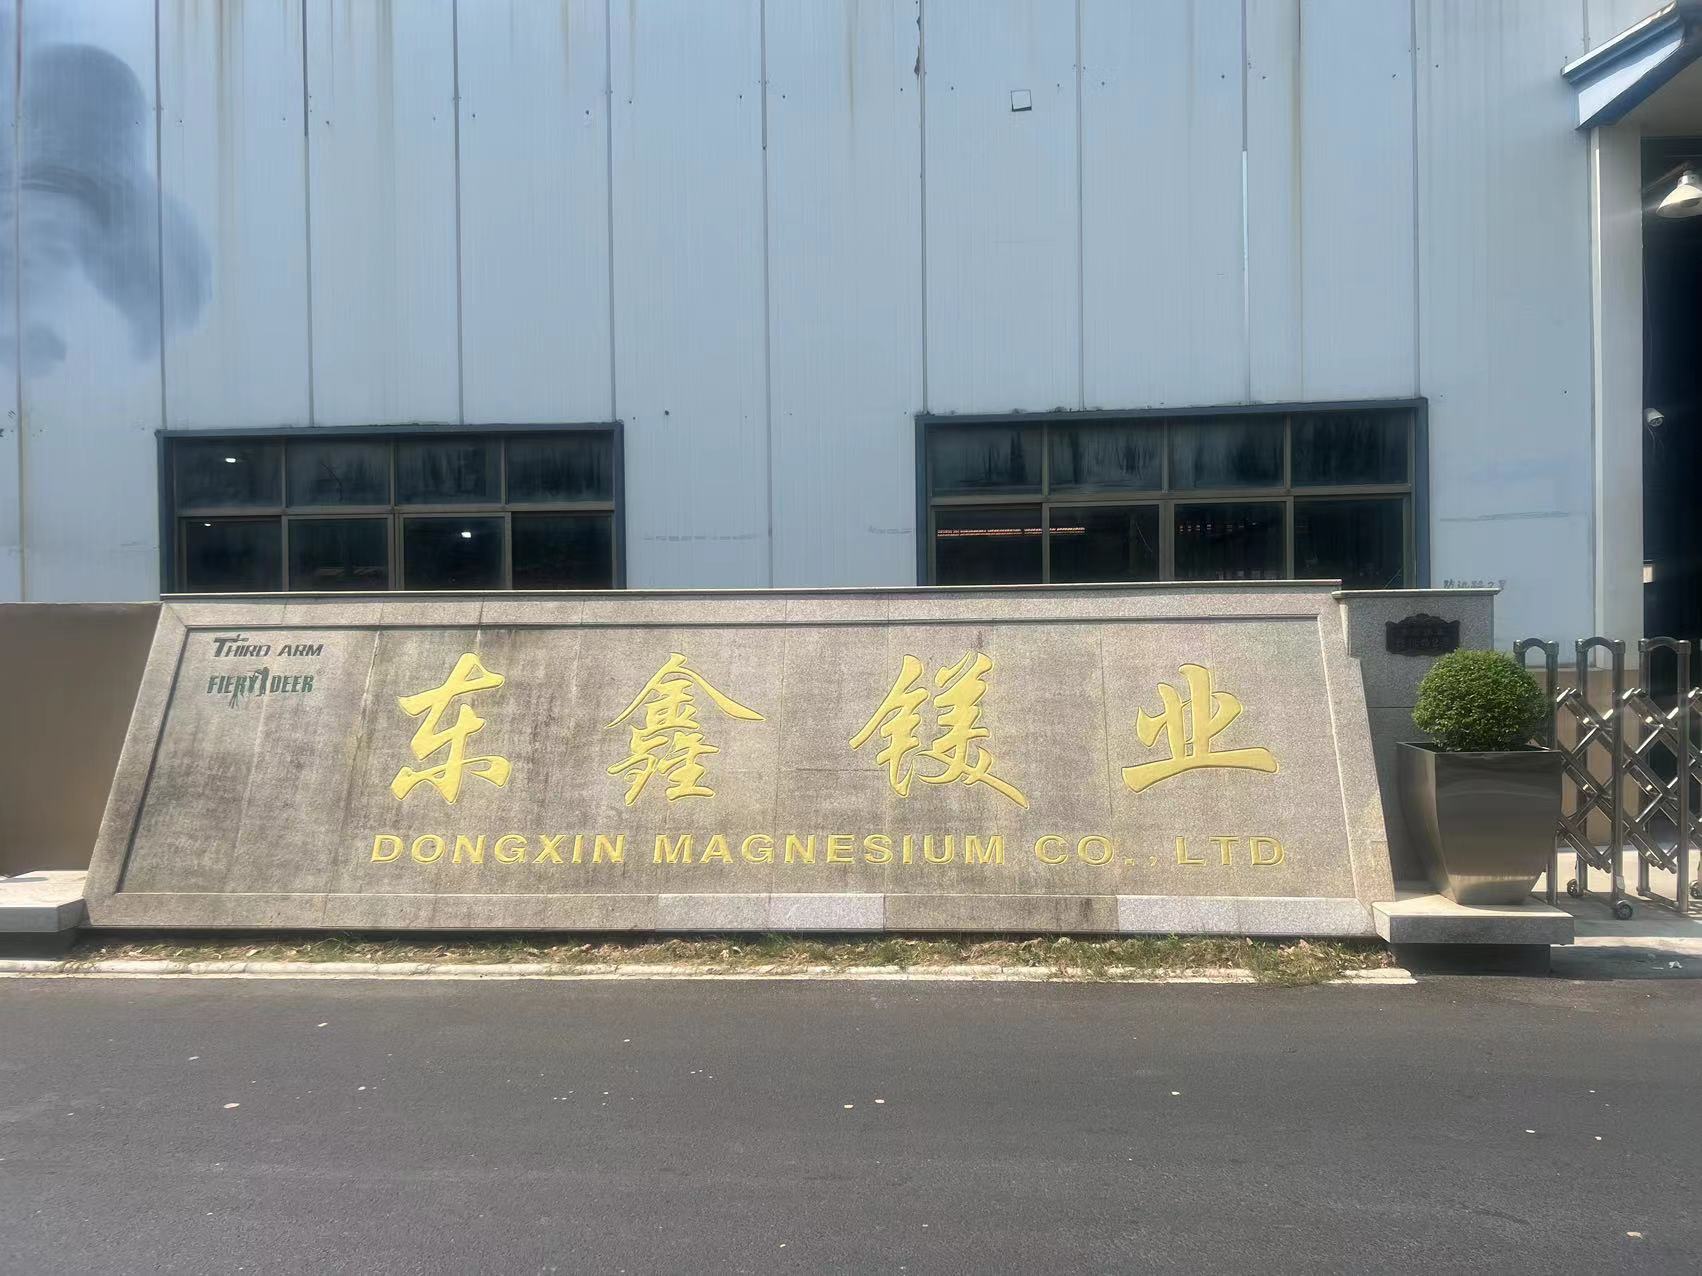 THIRD ARM
FIERY DEER
东鑫镁业
DONGXIN MAGNESIUM CO., LTD